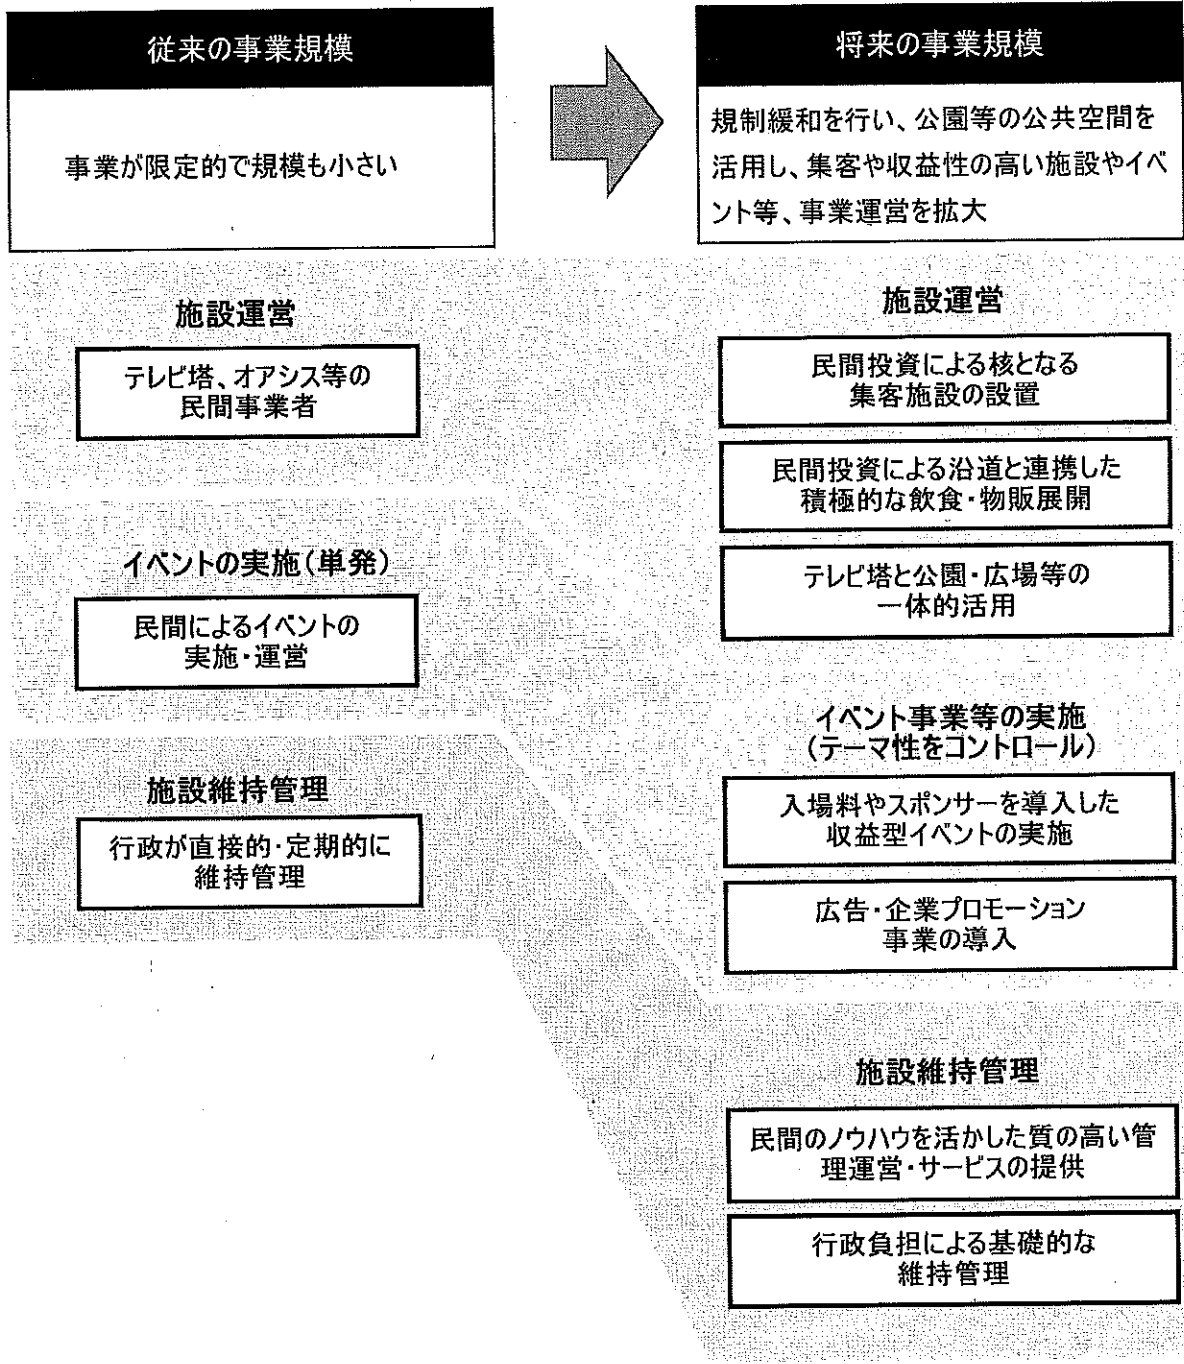 従来の事業規模
事業が限定的で規模も小さい
将来の事業規模
規制緩和を行い、公園等の公共空間を
活用し、集客や収益性の高い施設やイベ
ント等、事業運営を拡大
施設運営
テレビ塔、オアシス等の
民間事業者
イベントの実施(単発)
民間によるイベントの
実施・運営
施設維持管理
行政が直接的・定期的に
維持管理
施設運営
民間投資による核となる
集客施設の設置
民間投資による沿道と連携した
積極的な飲食・物販展開
テレビ塔と公園・広場等の
一体的活用
イベント事業等の実施
(テーマ性をコントロール)
入場料やスポンサーを導入した
収益型イベントの実施
広告・企業プロモーション
事業の導入
施設維持管理
民間のノウハウを活かした質の高い管
理運営・サービスの提供
行政負担による基礎的な
維持管理